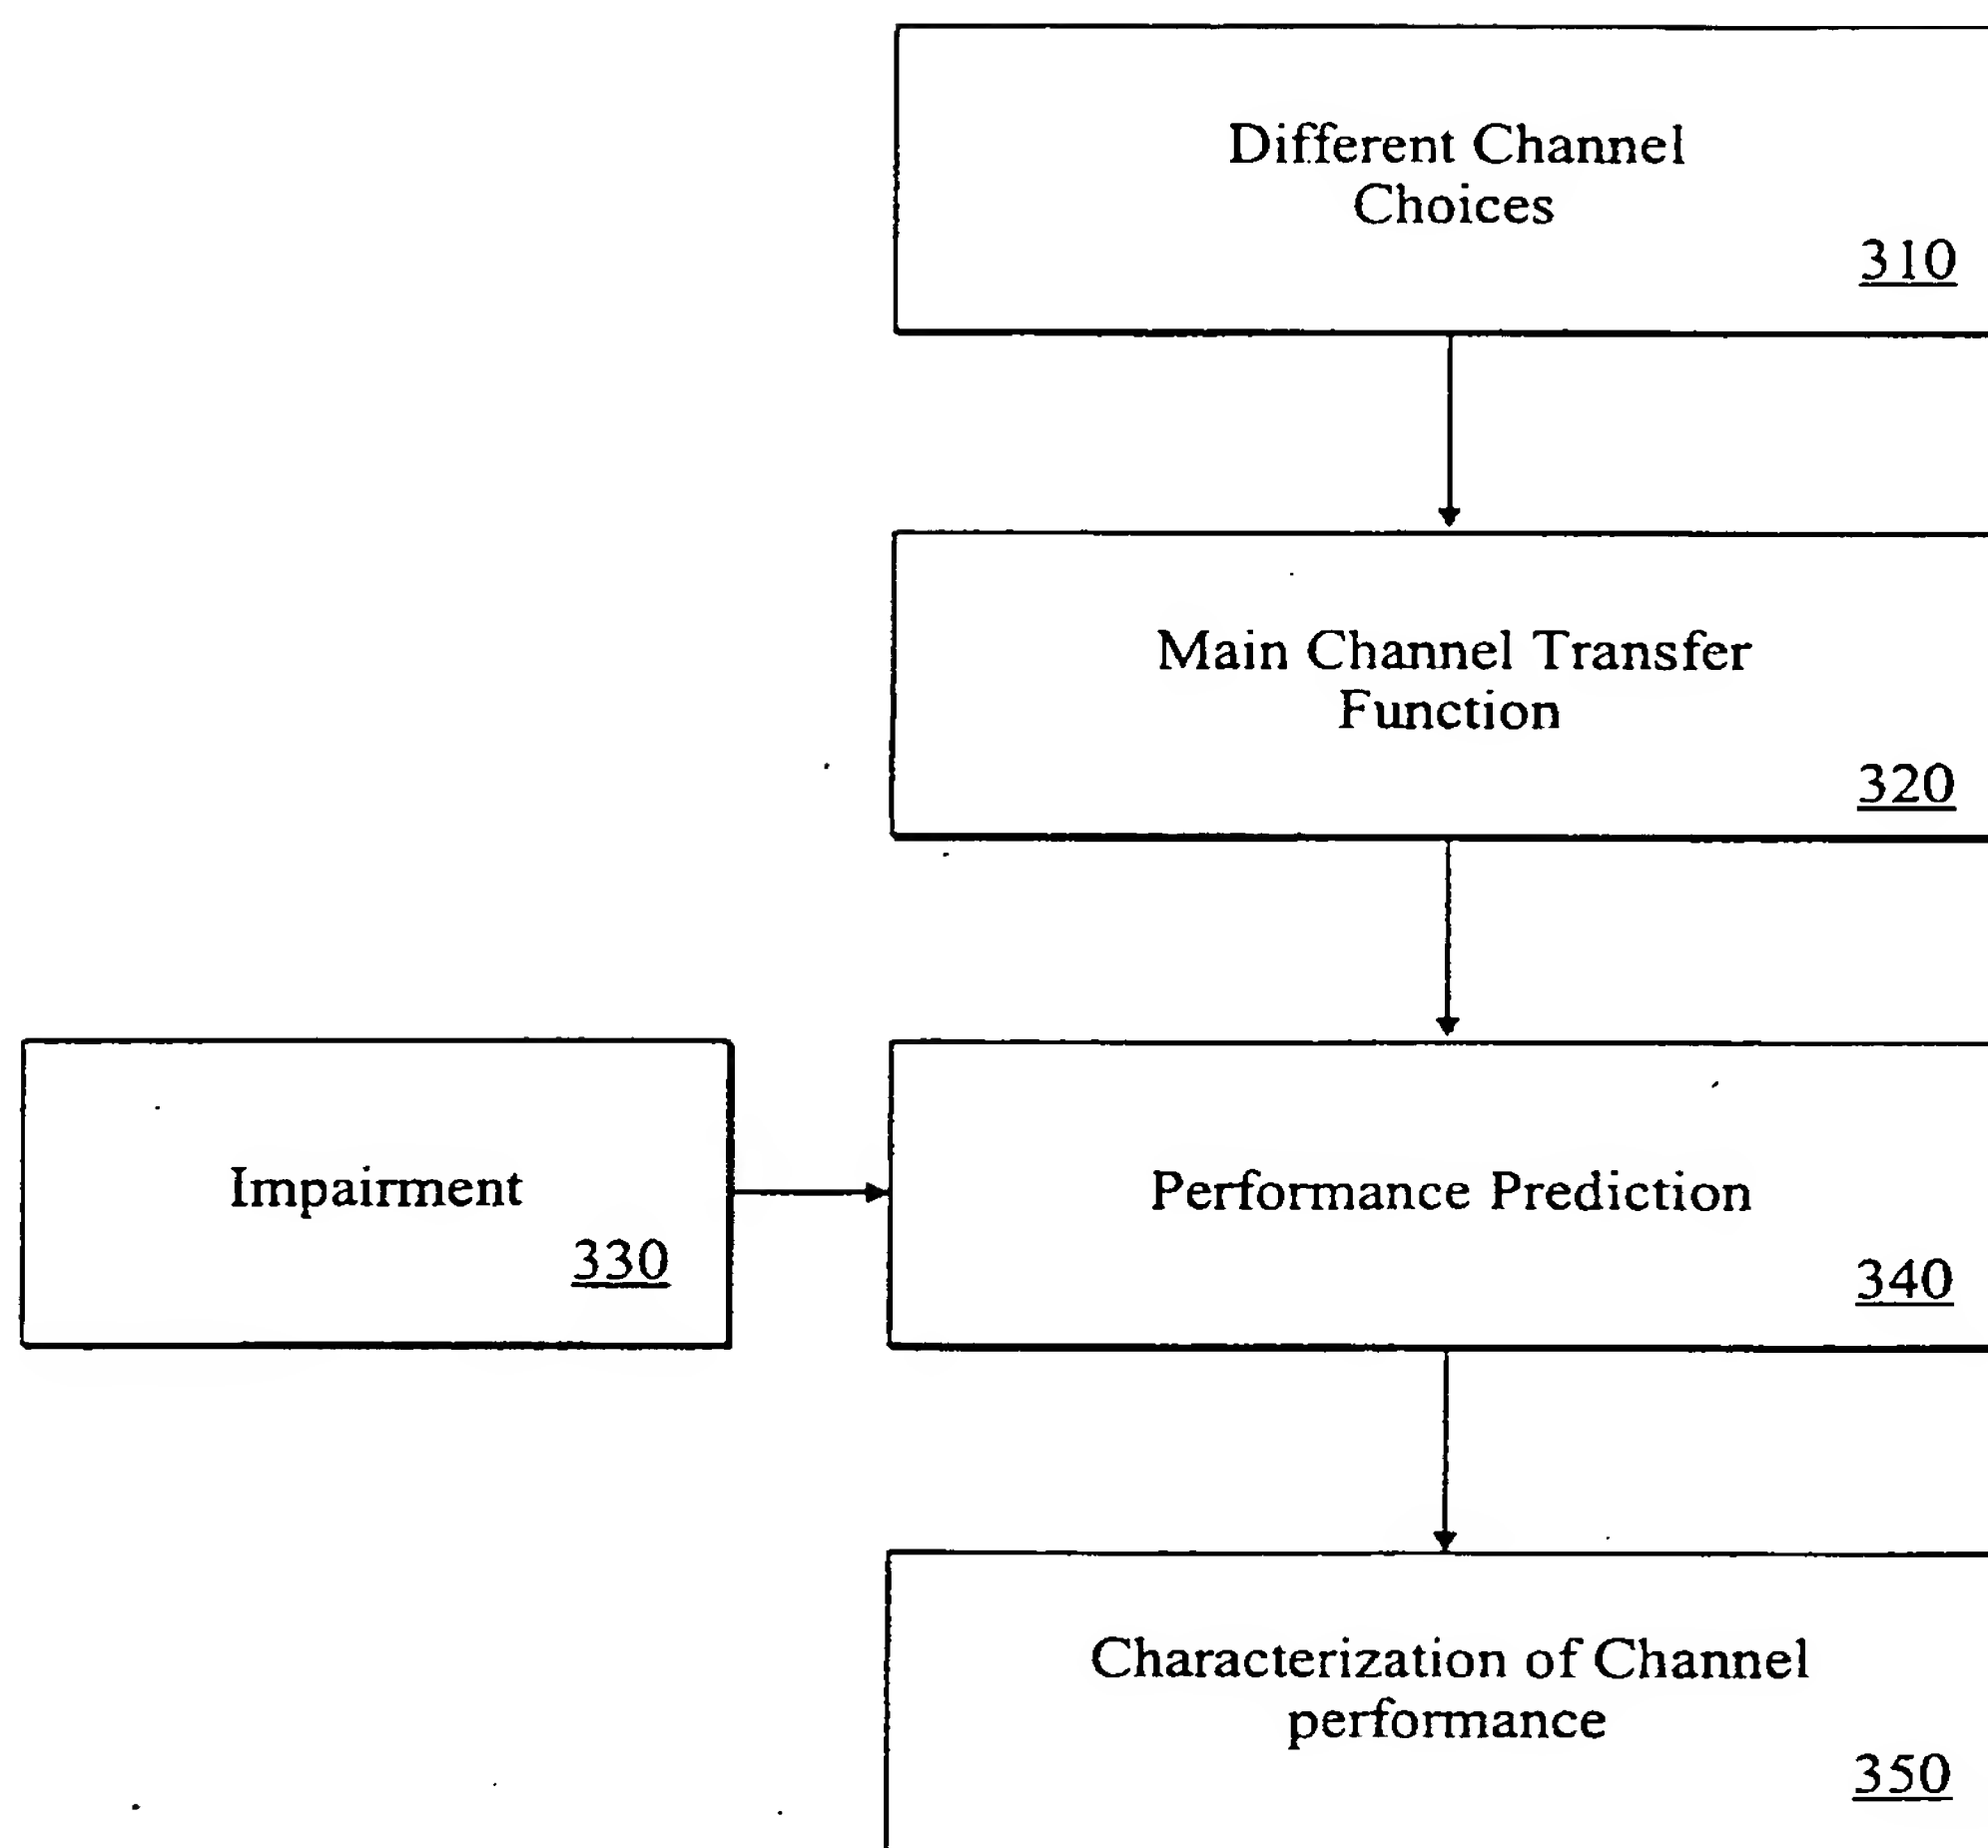 Different Channel
Choices
310
Main Channel Transfer
Function
320
Impairment
330
Performance Prediction
340
Characterization of Channel
performance
350